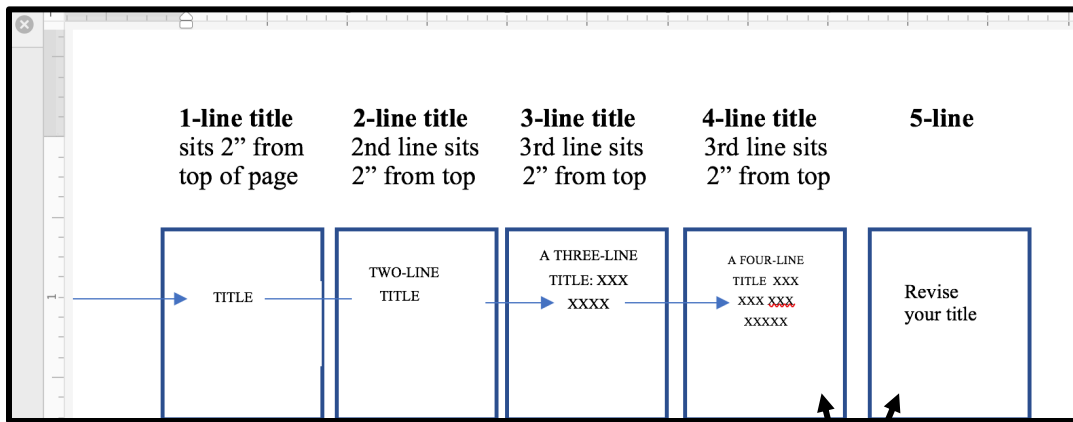 1-line title
sits 2” from
top of page
2-line title
2nd line sits
2” from top
3-line title
3rd line sits
2” from top
4-line title
3rd line sits
2” from top
5-line
TITLE
TWO-LINE
TITLE
A THREE-LINE
TITLE: XXX
XXXX
A FOUR-LINE
TITLE XXX
XXX XXX
XXXXX
Revise
your title
1